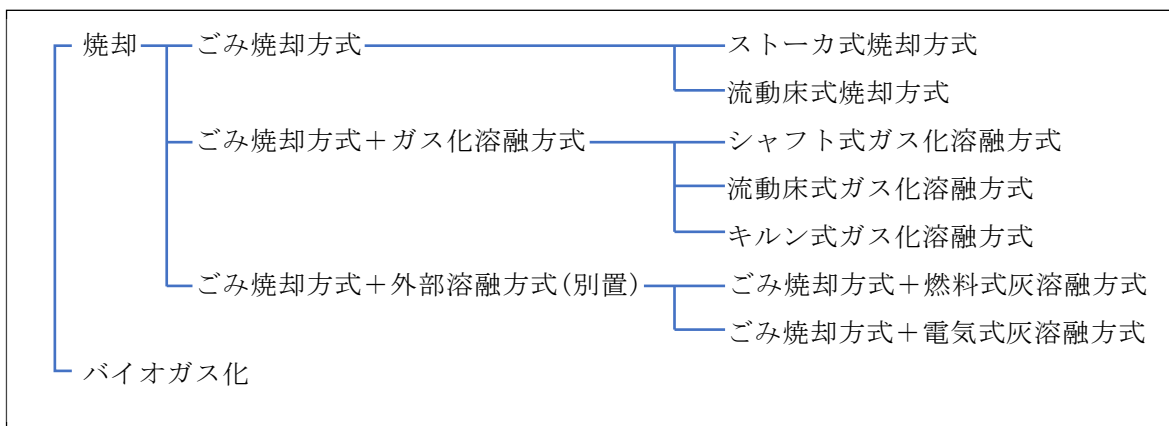 焼却 ごみ焼却方式 ストーカ式焼却方式
流動床式焼却方式
ごみ焼却方式＋ガス化溶融方式 シャフト式ガス化溶融方式
流動床式ガス化溶融方式
キルン式ガス化溶融方式
ごみ焼却方式＋外部溶融方式(別置) ごみ焼却方式＋燃料式灰溶融方式
ごみ焼却方式＋電気式灰溶融方式
バイオガス化